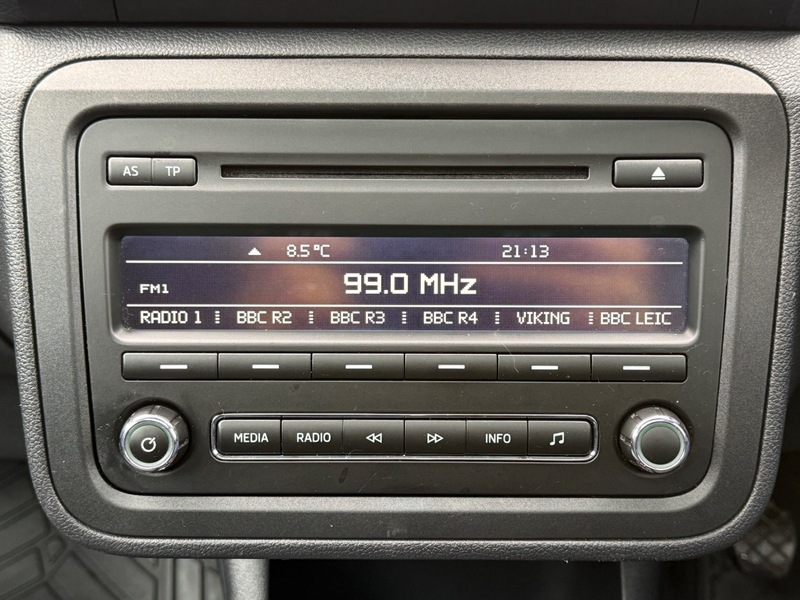 AS TP
8.5°C 21:13
FM1 99.0 MHz
RADIO 1 BBC R2 BBC R3 BBC R4 VIKING BBC LEIC
MEDIA RADIO INFO